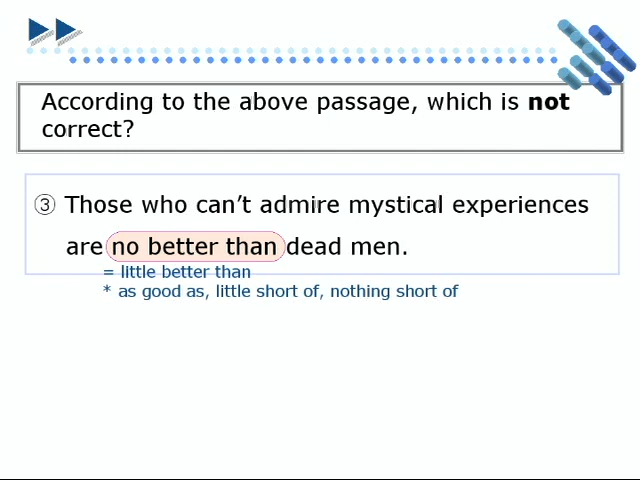 According to the above passage, which is not
correct?
③ Those who can't admire mystical experiences
are no better than dead men.
= little better than
* as good as, little short of, nothing short of